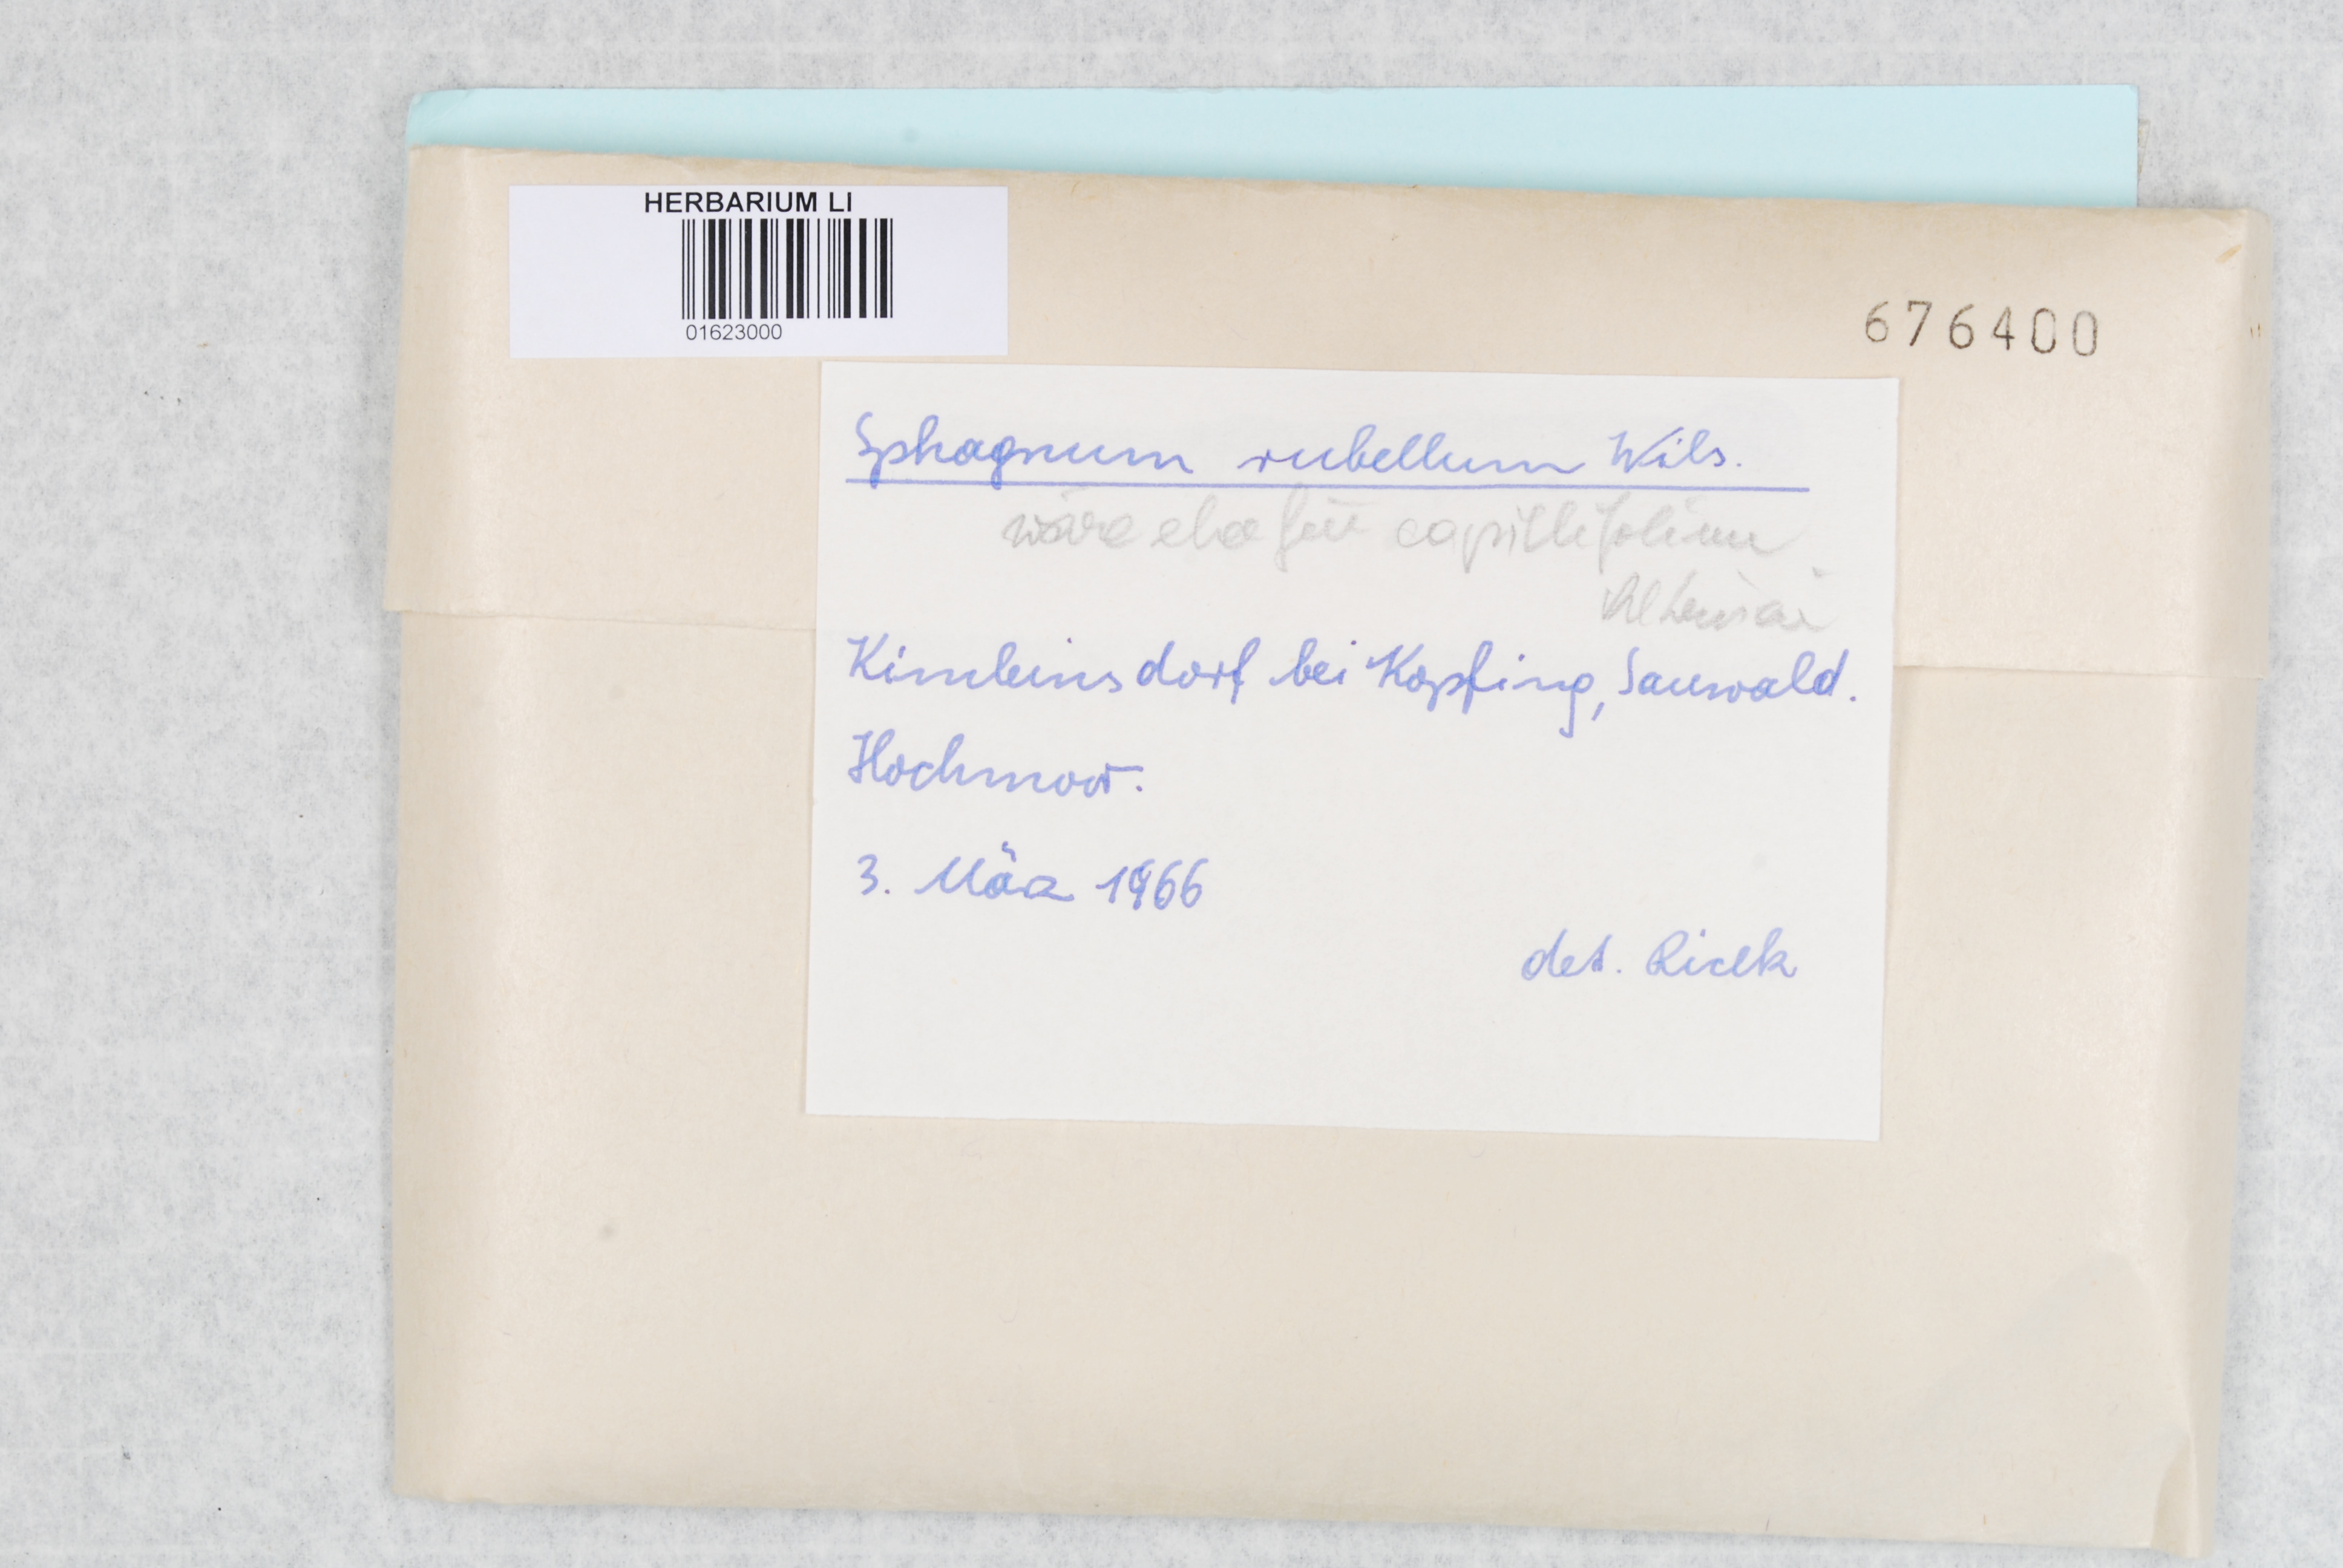 HERBARIUM LI
01623000
676400
Sphagnum rubellum Wils.
wäre eher für capillifolium
Kimleinsdorf bei Kopfing, Sauwald.
Hochmoor.
3. März 1966
det. Ricek